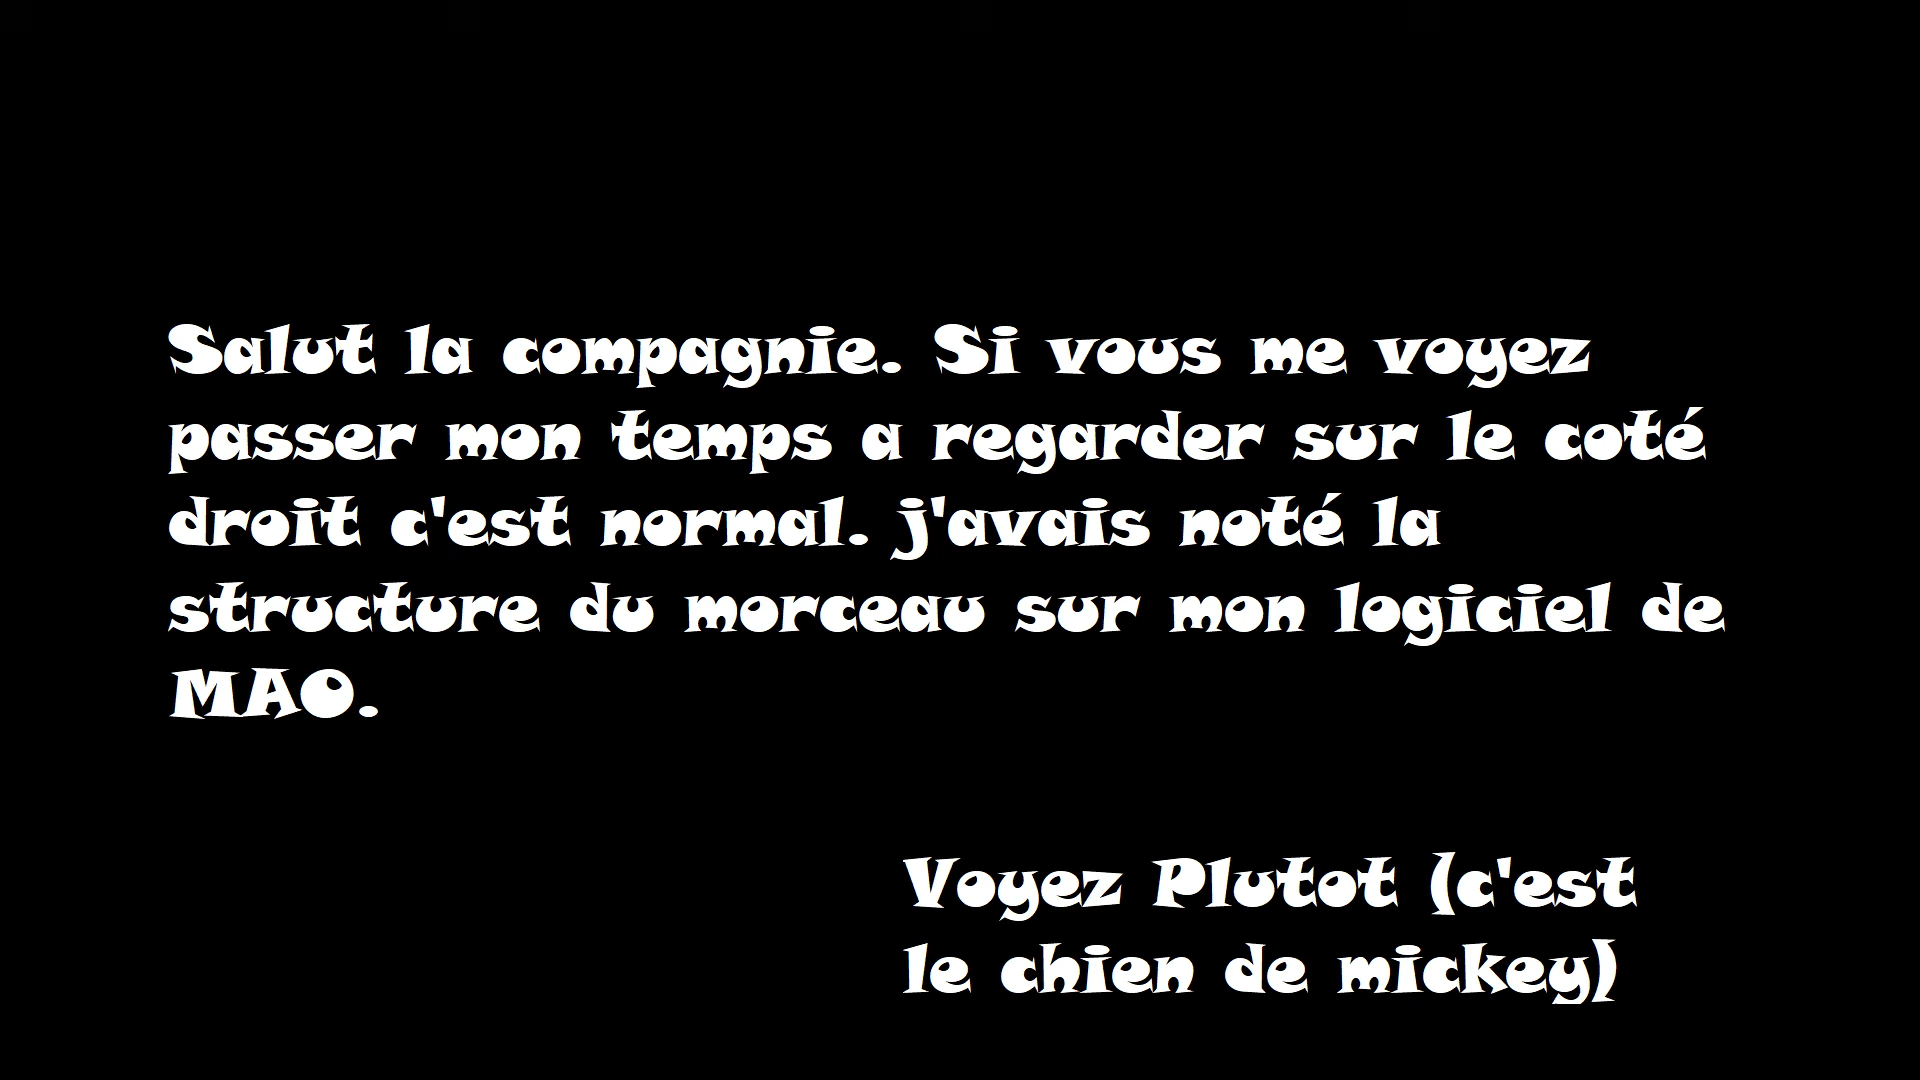 Salut la compagnie. Si vous me voyez
passer mon temps a regarder sur le coté
droit c'est normal. j'avais noté la
structure du morceau sur mon logiciel de
MAO.
Voyez Plutot (c'est
le chien de mickey)